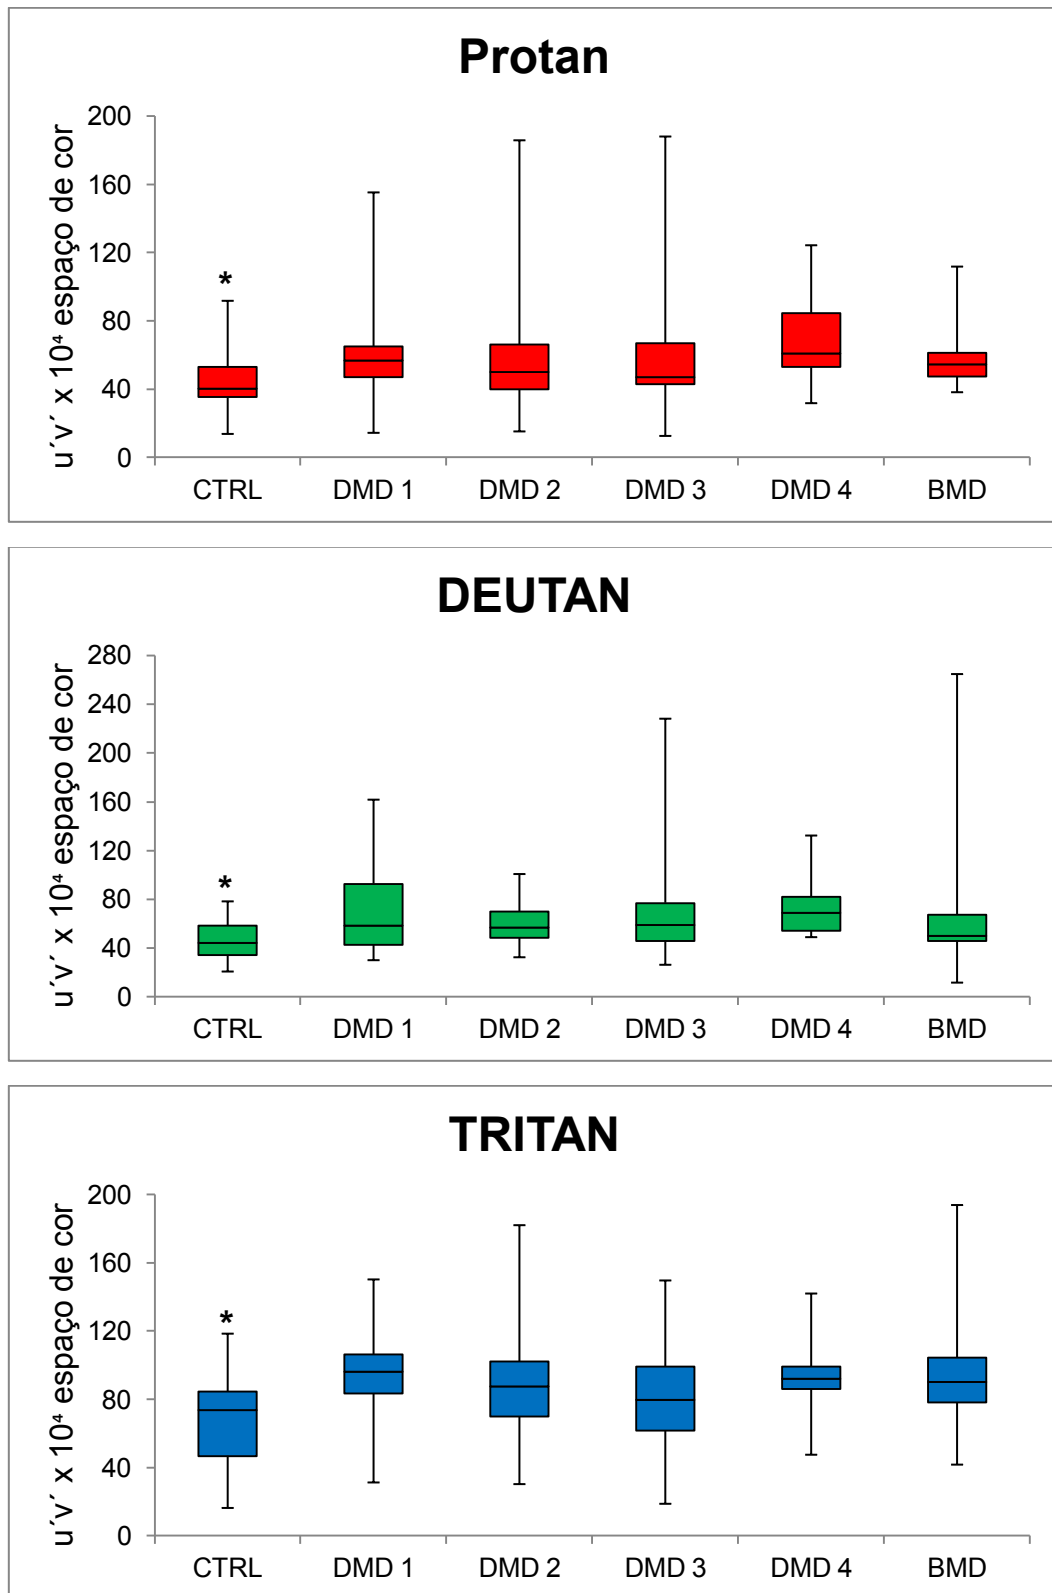 Protan
u´v´ x 10⁴ espaço de cor
200
160
120
80
40
0
*
CTRL DMD 1 DMD 2 DMD 3 DMD 4 BMD
DEUTAN
u´v´ x 10⁴ espaço de cor
280
240
200
160
120
80
40
0
*
CTRL DMD 1 DMD 2 DMD 3 DMD 4 BMD
TRITAN
u´v´ x 10⁴ espaço de cor
200
160
120
80
40
0
*
CTRL DMD 1 DMD 2 DMD 3 DMD 4 BMD